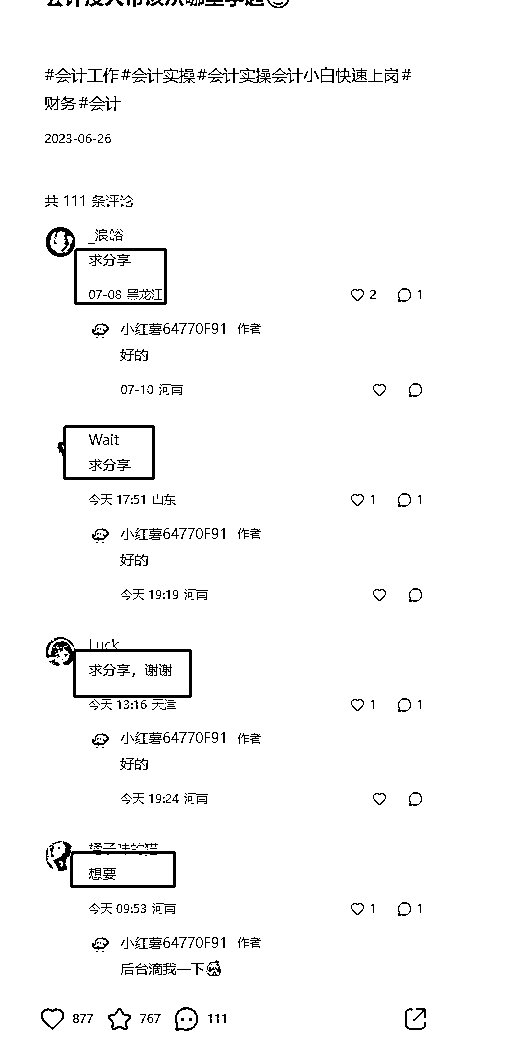 #会计工作#会计实操#会计实操会计小白快速上岗#
财务#会计
2023-06-26
共 111 条评论
_浪
求分享
07-08 黑龙江
2
1
小红薯64770F91 作者
好的
07-10 河南
Wait
求分享
今天 17:51 山东
1
1
小红薯64770F91 作者
好的
今天 19:19 河南
Luck
求分享，谢谢
今天 13:16 天津
1
1
小红薯64770F91 作者
好的
今天 19:24 河南
想要
今天 09:53 河南
1
1
小红薯64770F91 作者
后台滴我一下
877
767
111